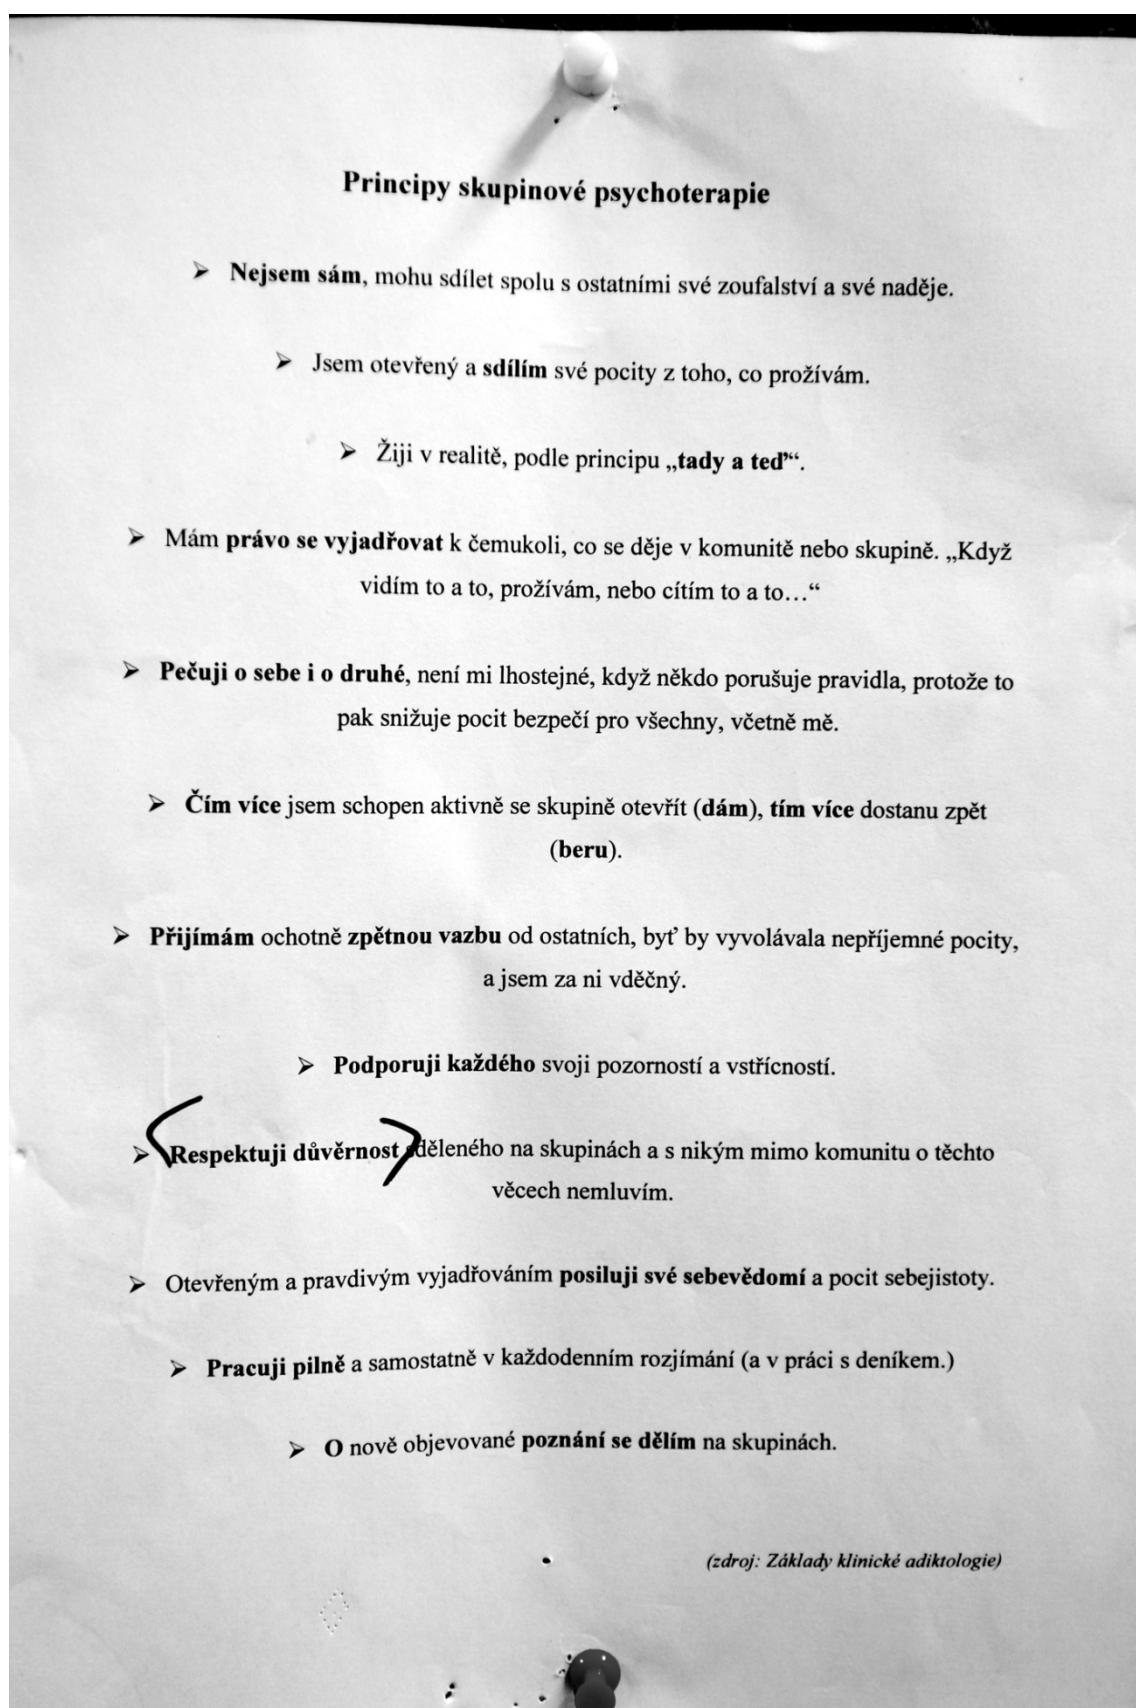 Principy skupinové psychoterapie
➢ Nejsem sám, mohu sdílet spolu s ostatními své zoufalství a své naděje.
➢ Jsem otevřený a sdílím své pocity z toho, co prožívám.
➢ Žiji v realitě, podle principu „tady a teď“.
➢ Mám právo se vyjadřovat k čemukoli, co se děje v komunitě nebo skupině. „Když
vidím to a to, prožívám, nebo cítím to a to…“
➢ Pečuji o sebe i o druhé, není mi lhostejné, když někdo porušuje pravidla, protože to
pak snižuje pocit bezpečí pro všechny, včetně mě.
➢ Čím více jsem schopen aktivně se skupině otevřít (dám), tím více dostanu zpět
(beru).
➢ Přijímám ochotně zpětnou vazbu od ostatních, byť by vyvolávala nepříjemné pocity,
a jsem za ni vděčný.
➢ Podporuji každého svoji pozorností a vstřícností.
➢ Respektuji důvěrnost sděleného na skupinách a s nikým mimo komunitu o těchto
věcech nemluvím.
➢ Otevřeným a pravdivým vyjadřováním posiluji své sebevědomí a pocit sebejistoty.
➢ Pracuji pilně a samostatně v každodenním rozjímání (a v práci s deníkem.)
➢ O nově objevované poznání se dělím na skupinách.
(zdroj: Základy klinické adiktologie)